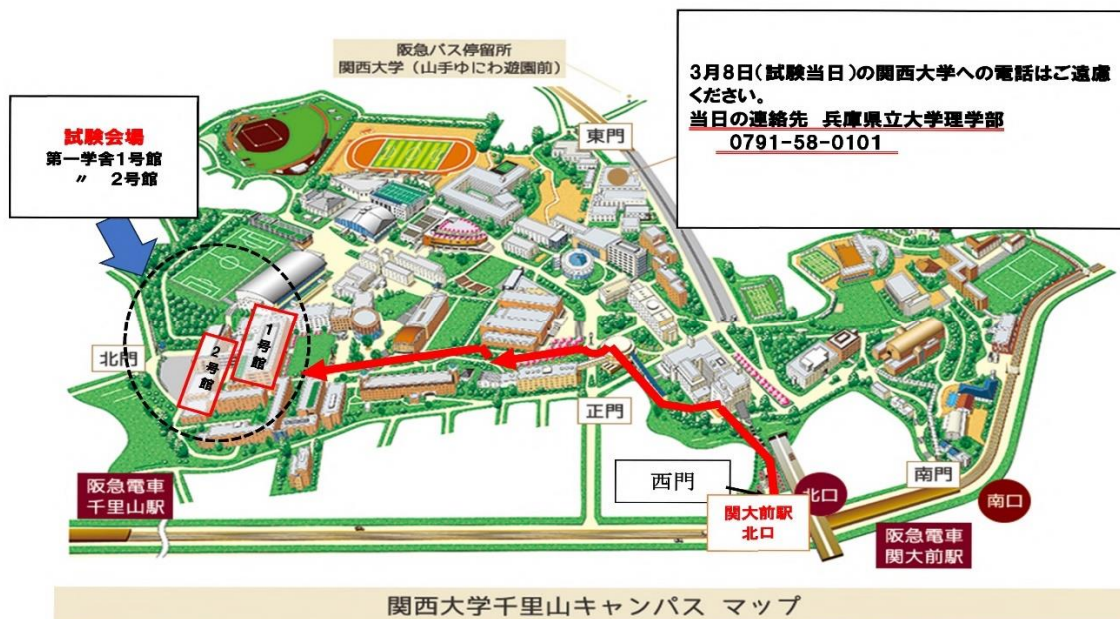 阪急バス停留所
関西大学(山手ゆにわ遊園前)
3月8日(試験当日)の関西大学への電話はご遠慮
ください。
当日の連絡先 兵庫県立大学理学部
0791-58-0101
試験会場
第一学舎1号館
〃 2号館
東門
北門
1号館
2号館
正門
西門
関大前駅
北口
北口
南門
南口
阪急電車
千里山駅
阪急電車
関大前駅
関西大学千里山キャンパス マップ